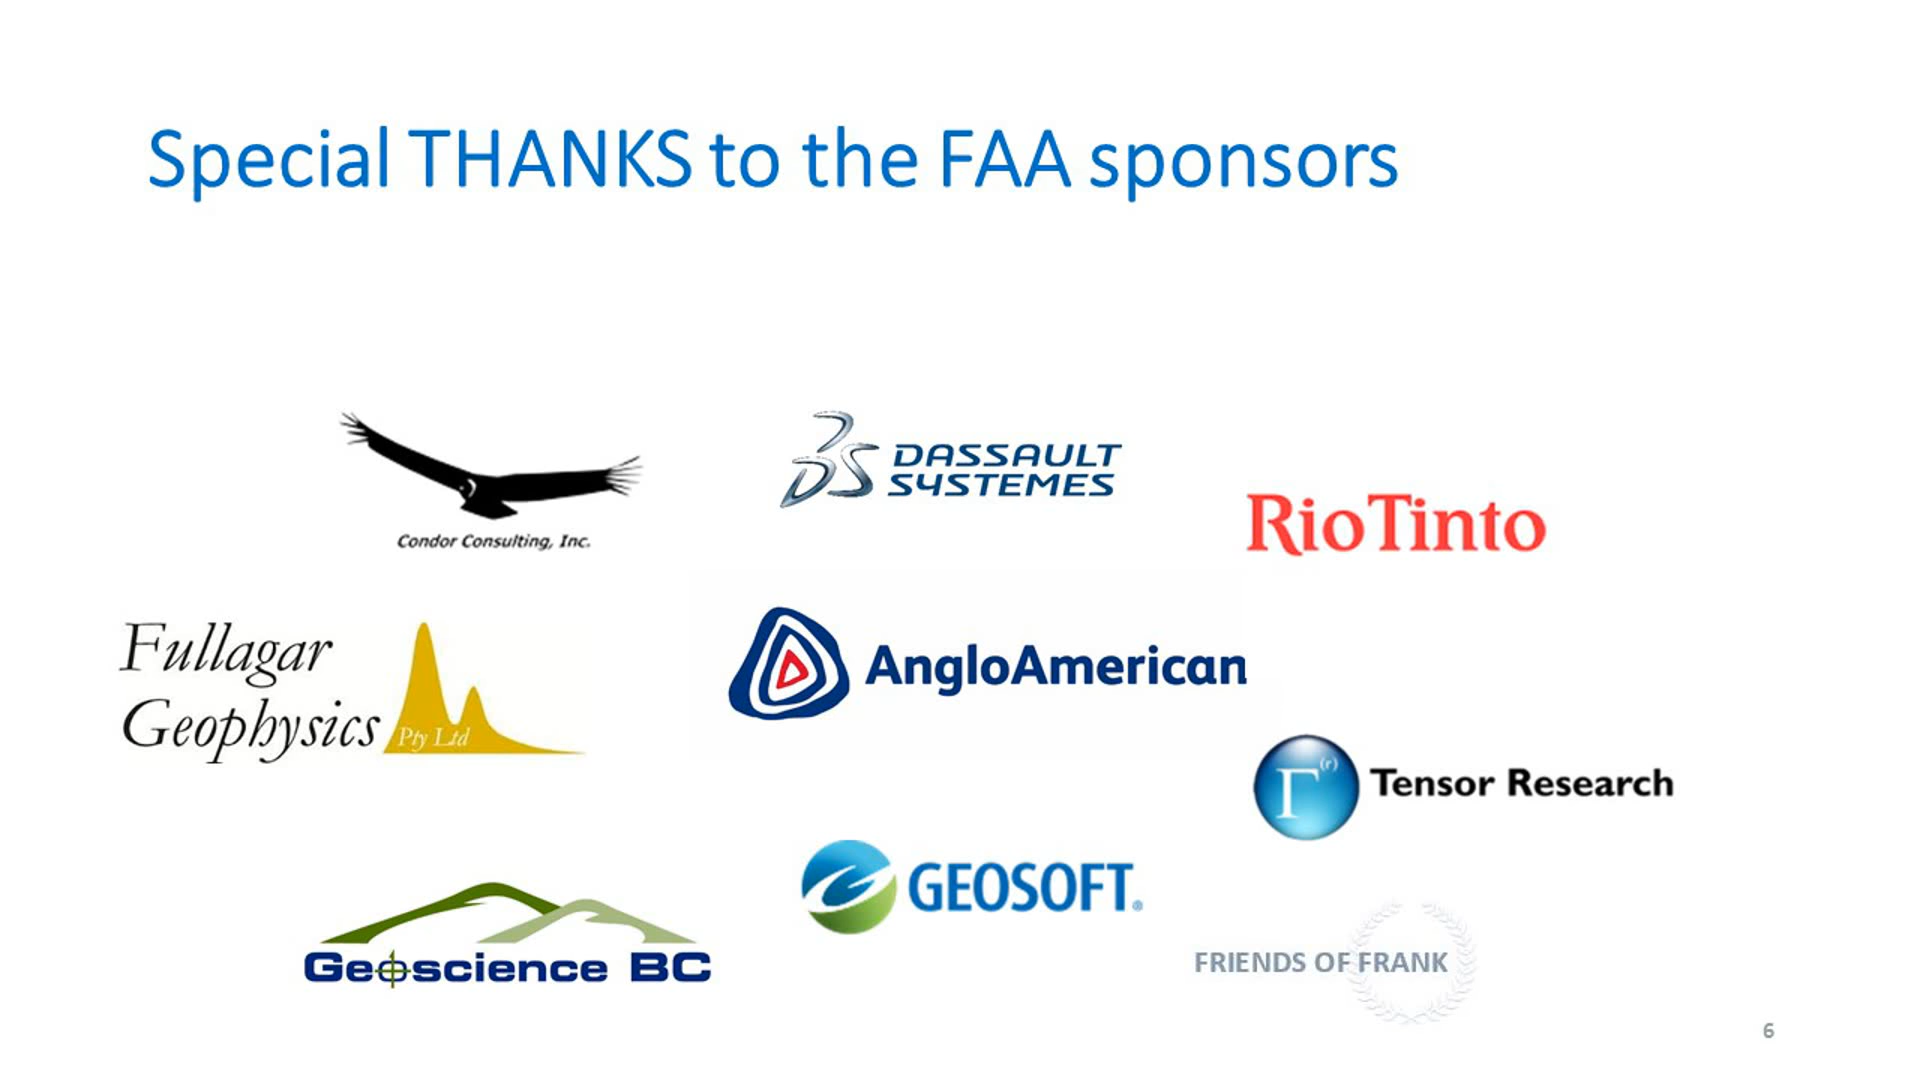 Special THANKS to the FAA sponsors
DASSAULT
SYSTEMES
Condor Consulting, Inc.
RioTinto
Fullagar
Geophysics Pty Ltd
AngloAmerican
Γ(r) Tensor Research
GEOSOFT®
Geoscience BC
FRIENDS OF FRANK
6